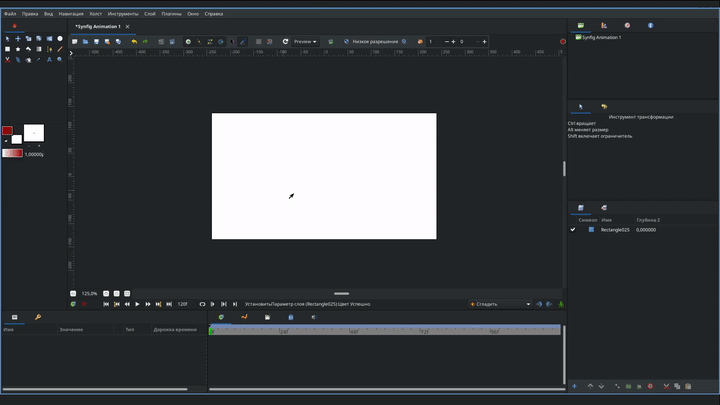 Файл Правка Вид Навигация Холст Инструменты Слой Плагины Окно Справка
*Synfig Animation 1
Preview
Низкое разрешение
1
0
Synfig Animation 1
Инструмент трансформации
Ctrl вращает
Alt меняет размер
Shift включает ограничитель
1,00000p
Символ Имя Глубина Z
Rectangle025 0,000000
125,0%
120f
УстановитьПараметр слоя (Rectangle025):Цвет Успешно
Сгладить
Имя Значение Тип Дорожка времени
0 24f 48f 72f 96f